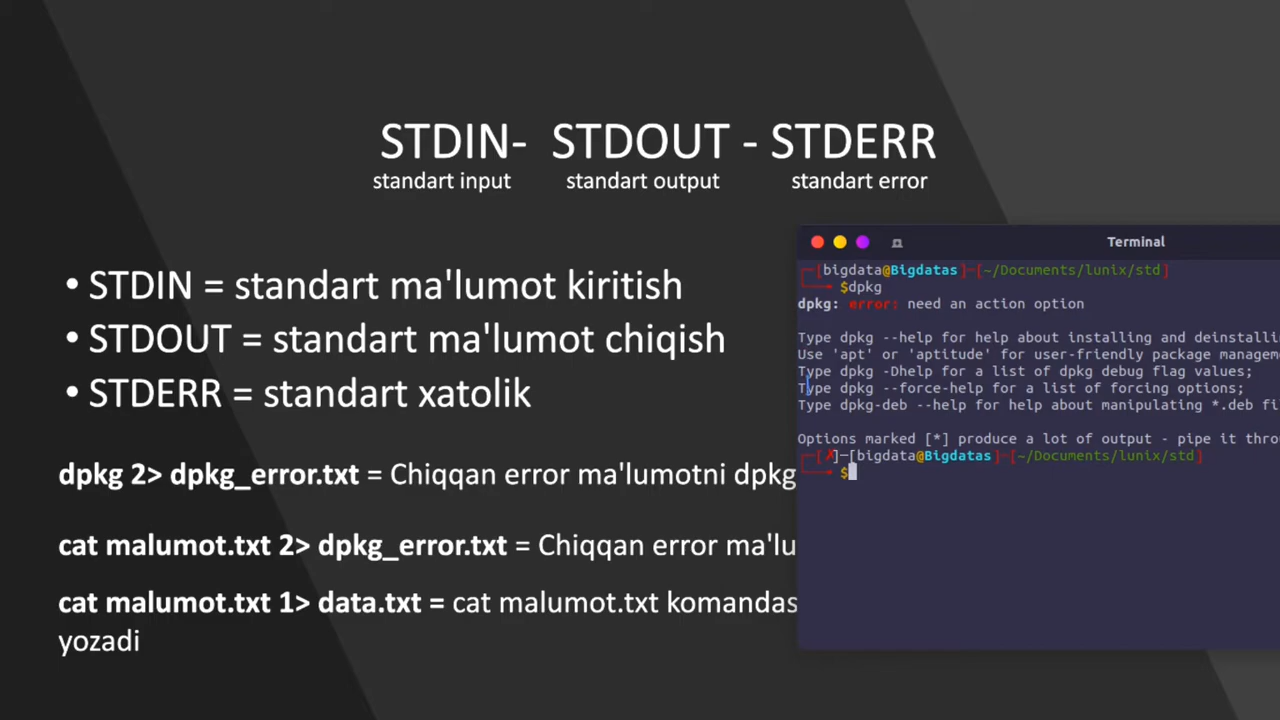 STDIN- STDOUT - STDERR
standart input standart output standart error
• STDIN = standart ma'lumot kiritish
• STDOUT = standart ma'lumot chiqish
• STDERR = standart xatolik
dpkg 2> dpkg_error.txt = Chiqqan error ma'lumotni dpkg
cat malumot.txt 2> dpkg_error.txt = Chiqqan error ma'lu
cat malumot.txt 1> data.txt = cat malumot.txt komandas
yozadi
Terminal
[bigdata@Bigdatas]─[~/Documents/lunix/std]
$dpkg
dpkg: error: need an action option
Type dpkg --help for help about installing and deinstalli
Use 'apt' or 'aptitude' for user-friendly package manageme
Type dpkg -Dhelp for a list of dpkg debug flag values;
Type dpkg --force-help for a list of forcing options;
Type dpkg-deb --help for help about manipulating *.deb fi
Options marked [*] produce a lot of output - pipe it throu
[✗]─[bigdata@Bigdatas]─[~/Documents/lunix/std]
$